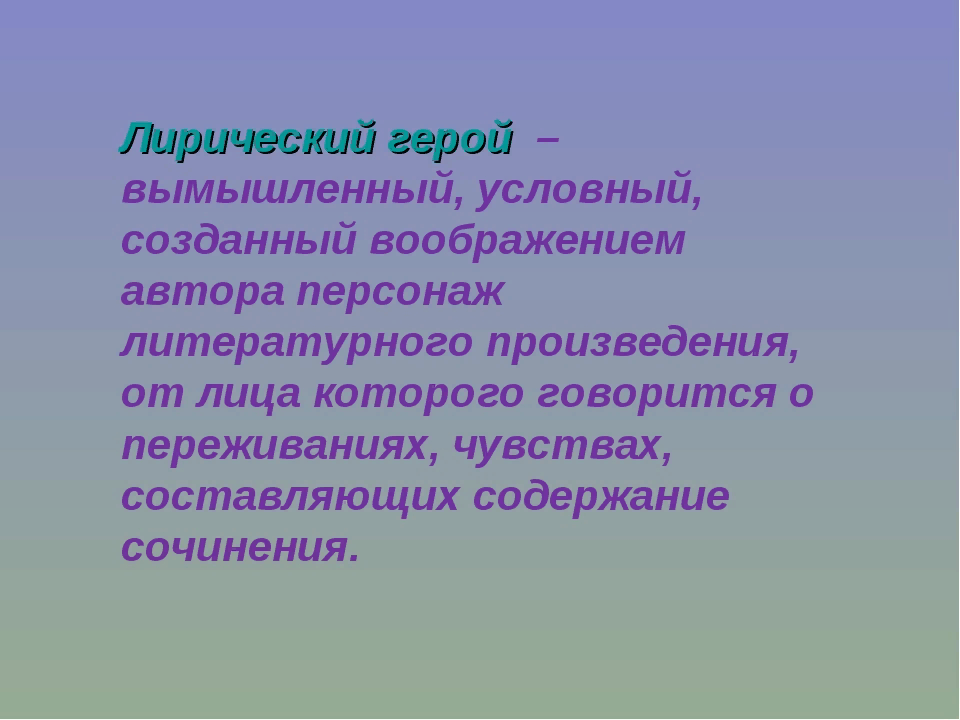 Лирический герой –
вымышленный, условный,
созданный воображением
автора персонаж
литературного произведения,
от лица которого говорится о
переживаниях, чувствах,
составляющих содержание
сочинения.